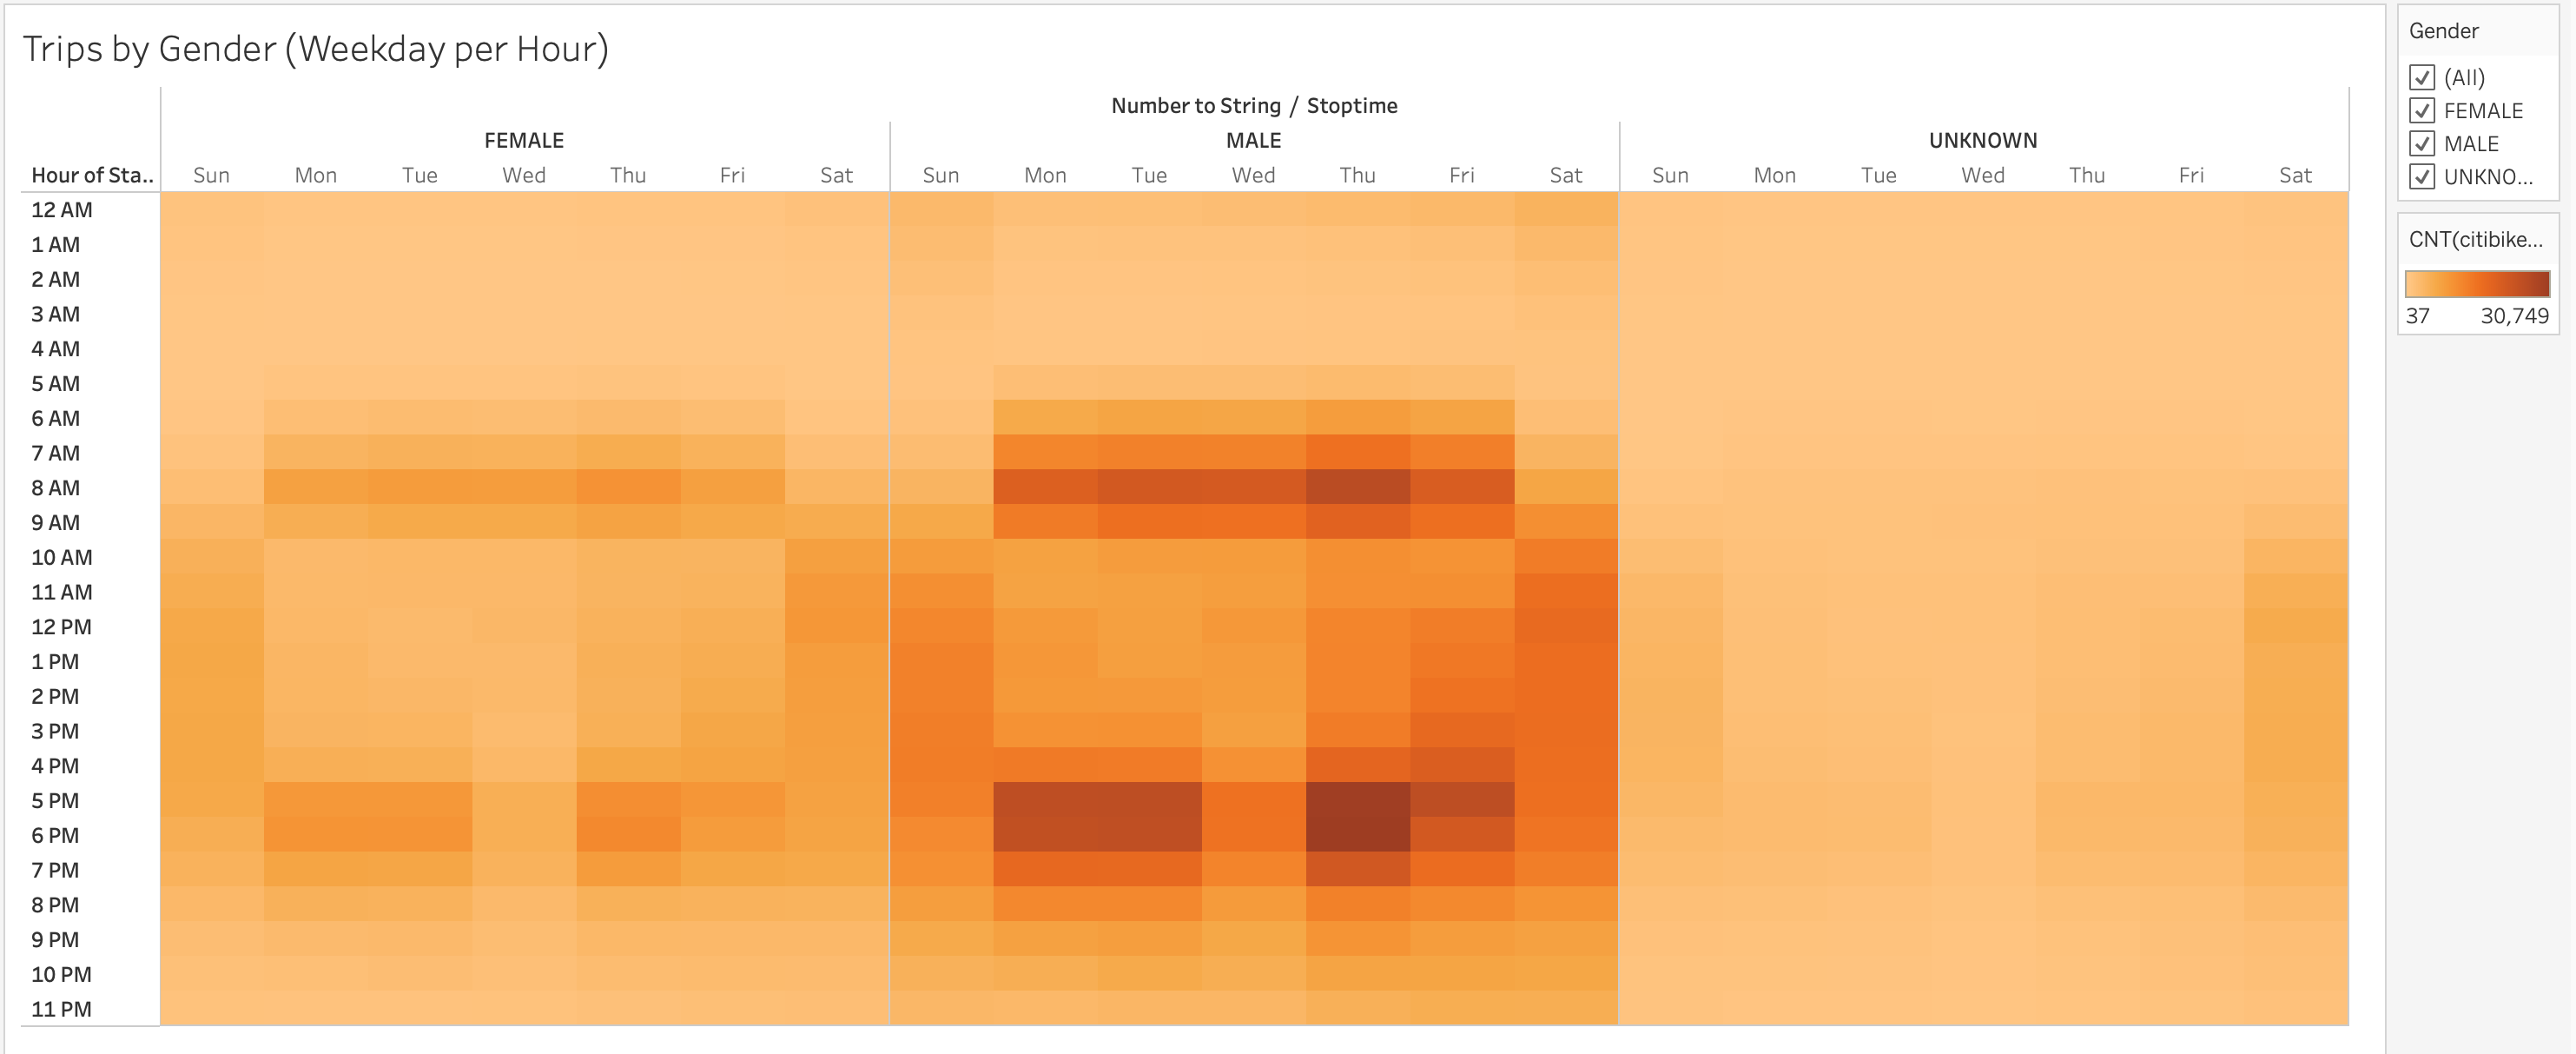 Trips by Gender (Weekday per Hour)
Number to String / Stoptime
FEMALE MALE UNKNOWN
Hour of Sta.. Sun Mon Tue Wed Thu Fri Sat Sun Mon Tue Wed Thu Fri Sat Sun Mon Tue Wed Thu Fri Sat
12 AM
1 AM
2 AM
3 AM
4 AM
5 AM
6 AM
7 AM
8 AM
9 AM
10 AM
11 AM
12 PM
1 PM
2 PM
3 PM
4 PM
5 PM
6 PM
7 PM
8 PM
9 PM
10 PM
11 PM
Gender
(All)
FEMALE
MALE
UNKNO...
CNT(citibike...
37 30,749